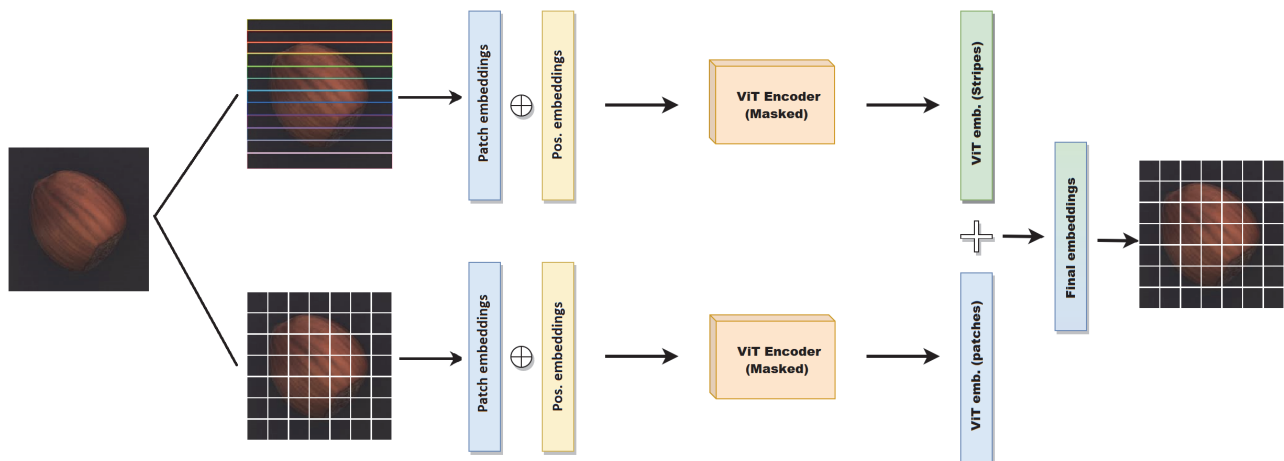 Patch embeddings
Pos. embeddings
ViT Encoder
(Masked)
ViT emb. (Stripes)
Patch embeddings
Pos. embeddings
ViT Encoder
(Masked)
ViT emb. (patches)
Final embeddings